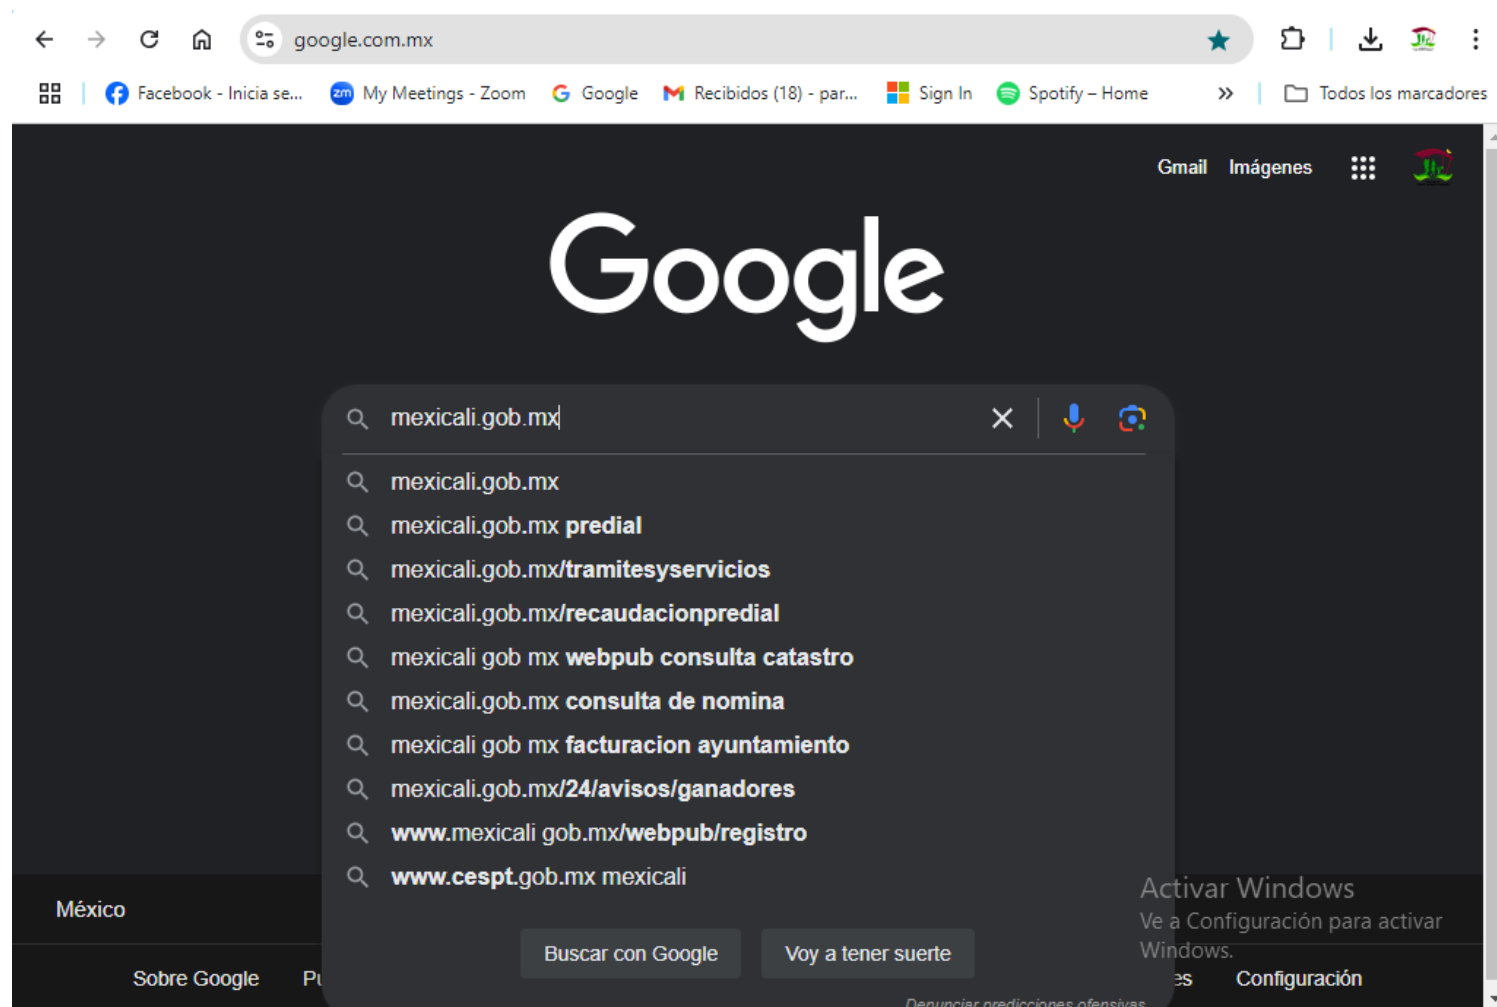 google.com.mx
Facebook - Inicia se...
zm My Meetings - Zoom
Google
Recibidos (18) - par...
Sign In
Spotify – Home
Todos los marcadores
Gmail Imágenes
Google
mexicali.gob.mx
mexicali.gob.mx
mexicali.gob.mx predial
mexicali.gob.mx/tramitesyservicios
mexicali.gob.mx/recaudacionpredial
mexicali gob mx webpub consulta catastro
mexicali.gob.mx consulta de nomina
mexicali gob mx facturacion ayuntamiento
mexicali.gob.mx/24/avisos/ganadores
www.mexicali gob.mx/webpub/registro
www.cespt.gob.mx mexicali
Activar Windows
Ve a Configuración para activar
Windows.
México
Buscar con Google
Voy a tener suerte
Sobre Google
Configuración
Denunciar predicciones ofensivas